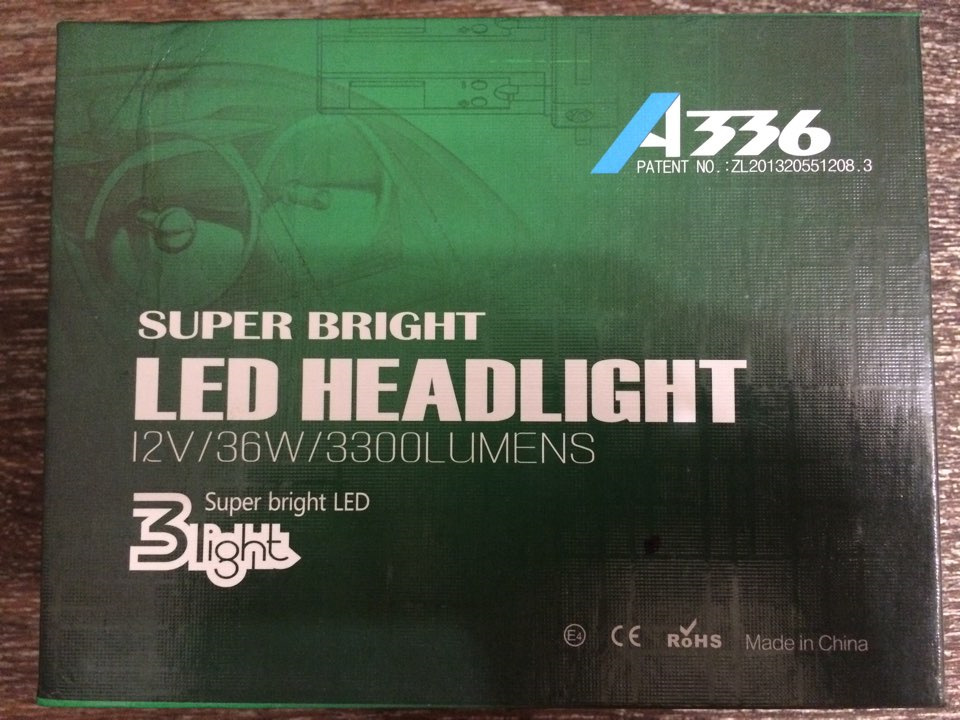 A336
PATENT NO.:ZL201320551208.3
SUPER BRIGHT
LED HEADLIGHT
12V/36W/3300LUMENS
Super bright LED
3light
E4 CE RoHS Made in China